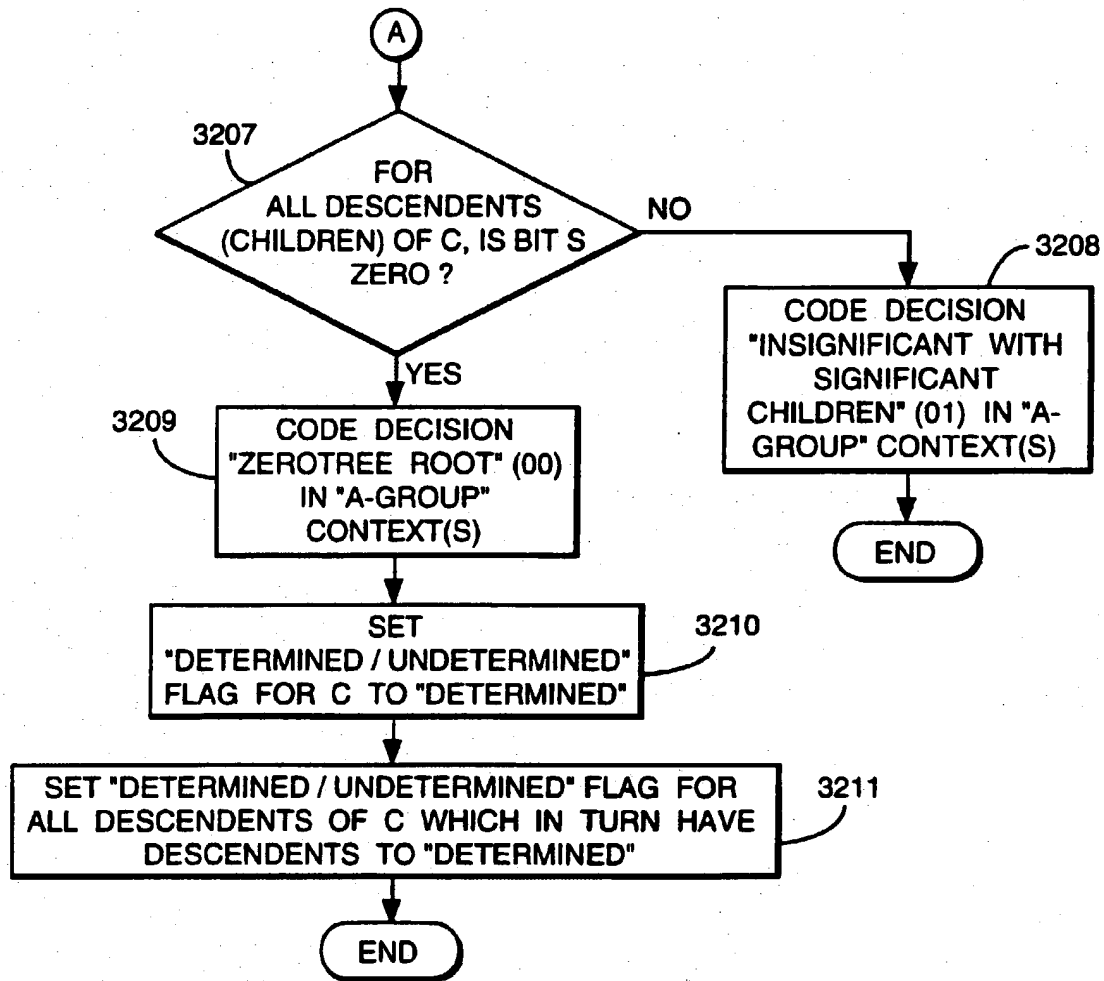 A
3207
FOR
ALL DESCENDENTS
(CHILDREN) OF C, IS BIT S
ZERO ?
NO
3208
CODE DECISION
"INSIGNIFICANT WITH
SIGNIFICANT
CHILDREN" (01) IN "A-
GROUP" CONTEXT(S)
END
YES
3209
CODE DECISION
"ZEROTREE ROOT" (00)
IN "A-GROUP"
CONTEXT(S)
SET
"DETERMINED / UNDETERMINED"
FLAG FOR C TO "DETERMINED"
3210
SET "DETERMINED / UNDETERMINED" FLAG FOR
ALL DESCENDENTS OF C WHICH IN TURN HAVE
DESCENDENTS TO "DETERMINED"
3211
END